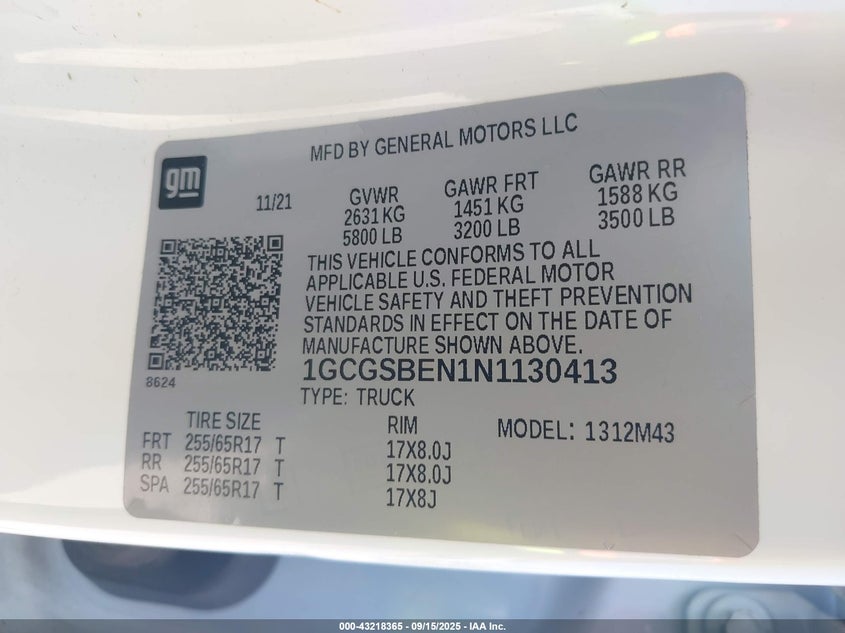 MFD BY GENERAL MOTORS LLC
gm
11/21
GVWR GAWR FRT GAWR RR
2631 KG 1451 KG 1588 KG
5800 LB 3200 LB 3500 LB
THIS VEHICLE CONFORMS TO ALL
APPLICABLE U.S. FEDERAL MOTOR
VEHICLE SAFETY AND THEFT PREVENTION
STANDARDS IN EFFECT ON THE DATE OF
MANUFACTURE SHOWN ABOVE.
8624
1GCGSBEN1N1130413
TYPE: TRUCK
TIRE SIZE RIM MODEL: 1312M43
FRT 255/65R17 T 17X8.0J
RR 255/65R17 T 17X8.0J
SPA 255/65R17 T 17X8J
000-43218365 - 09/15/2025 - IAA Inc.